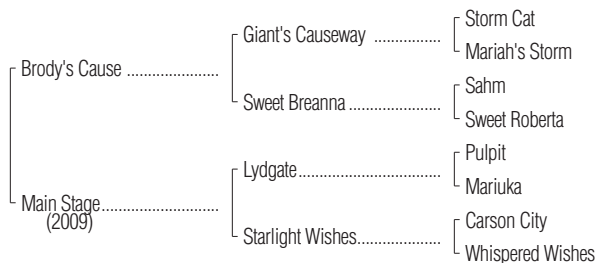 Storm Cat
Giant's Causeway ..................
Mariah's Storm
Brody's Cause .......................
Sahm
Sweet Breanna .......................
Sweet Roberta
Pulpit
Lydgate....................................
Mariuka
Main Stage.............................
(2009)
Carson City
Starlight Wishes.....................
Whispered Wishes